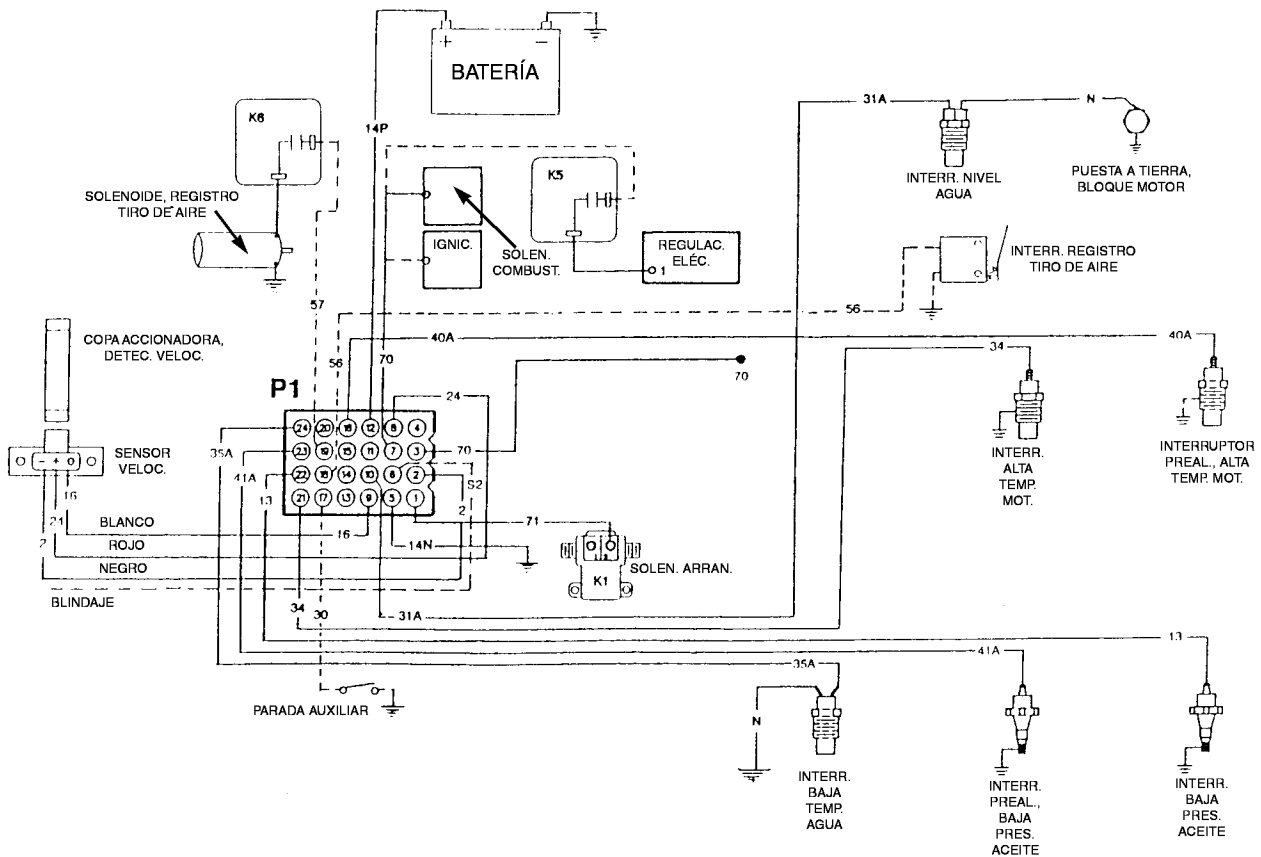 + −
BATERÍA
K6
14P
31A
N
K5
INTERR. NIVEL
AGUA
PUESTA A TIERRA,
BLOQUE MOTOR
SOLENOIDE, REGISTRO
TIRO DE AIRE
IGNIC.
SOLEN.
COMBUST.
REGULAC.
ELÉC.
1
INTERR. REGISTRO
TIRO DE AIRE
57
56
COPA ACCIONADORA,
DETEC. VELOC.
40A
40A
56
70
34
70
P1
24
24 20 16 12 8 4
23 19 15 11 7 3
22 18 14 10 6 2
21 17 13 9 5 1
35A
70
41A
S2
13
2
SENSOR
VELOC.
− + O
INTERR.
ALTA
TEMP.
MOT.
INTERRUPTOR
PREAL., ALTA
TEMP. MOT.
16
21
2
BLANCO
16
71
ROJO
14N
NEGRO
BLINDAJE
K1
SOLEN. ARRAN.
34
30
31A
13
41A
35A
PARADA AUXILIAR
N
INTERR.
BAJA
TEMP.
AGUA
INTERR.
PREAL.,
BAJA
PRES.
ACEITE
INTERR.
BAJA
PRES.
ACEITE